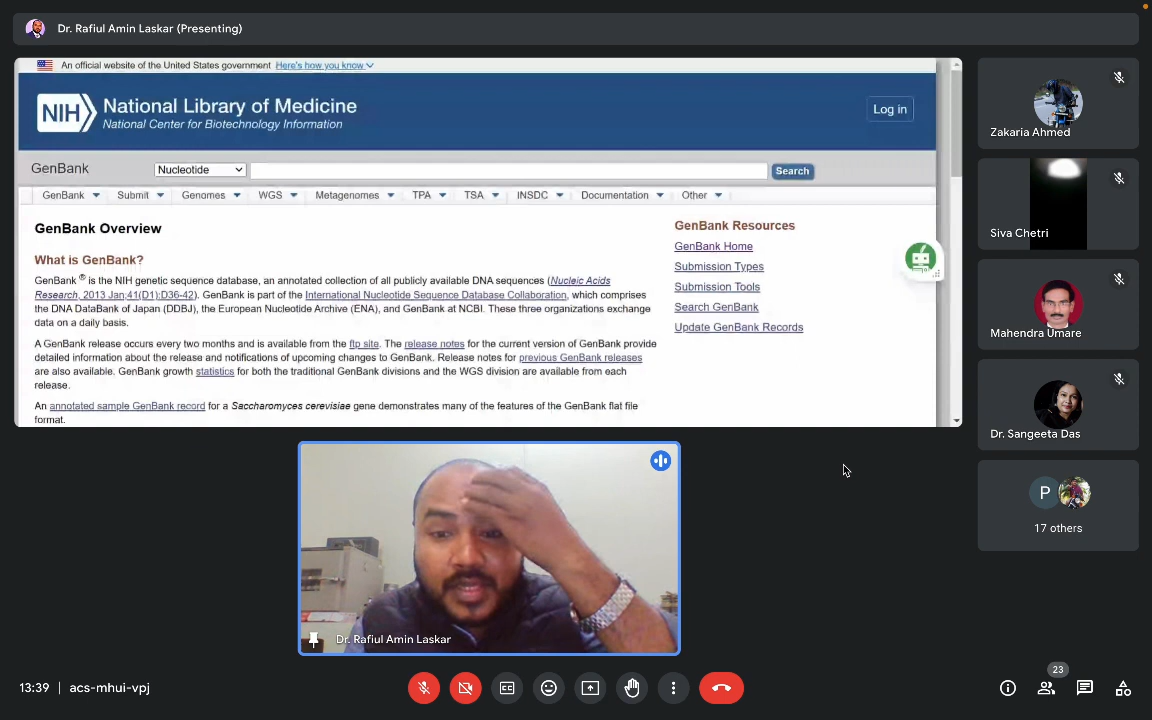 Dr. Rafiul Amin Laskar (Presenting)
An official website of the United States government Here's how you know
NIH National Library of Medicine
National Center for Biotechnology Information
Log in
GenBank Nucleotide Search
GenBank Submit Genomes WGS Metagenomes TPA TSA INSDC Documentation Other
GenBank Overview
What is GenBank?
GenBank ® is the NIH genetic sequence database, an annotated collection of all publicly available DNA sequences (Nucleic Acids
Research, 2013 Jan;41(D1):D36-42). GenBank is part of the International Nucleotide Sequence Database Collaboration, which comprises
the DNA DataBank of Japan (DDBJ), the European Nucleotide Archive (ENA), and GenBank at NCBI. These three organizations exchange
data on a daily basis.
A GenBank release occurs every two months and is available from the ftp site. The release notes for the current version of GenBank provide
detailed information about the release and notifications of upcoming changes to GenBank. Release notes for previous GenBank releases
are also available. GenBank growth statistics for both the traditional GenBank divisions and the WGS division are available from each
release.
An annotated sample GenBank record for a Saccharomyces cerevisiae gene demonstrates many of the features of the GenBank flat file
format.
GenBank Resources
GenBank Home
Submission Types
Submission Tools
Search GenBank
Update GenBank Records
Zakaria Ahmed
Siva Chetri
Mahendra Umare
Dr. Sangeeta Das
P
17 others
Dr. Rafiul Amin Laskar
13:39 | acs-mhui-vpj
CC
23